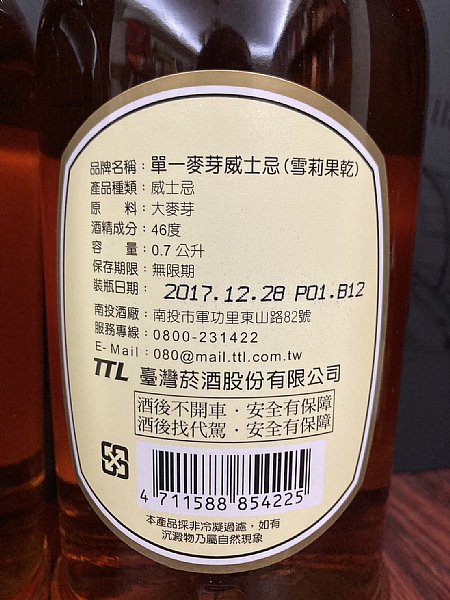 品牌名稱：單一麥芽威士忌(雪莉果乾)
產品種類：威士忌
原　料：大麥芽
酒精成分：46度
容　量：0.7公升
保存期限：無限期
裝瓶日期： 2017.12.28 P01.B12
南投酒廠：南投市軍功里東山路82號
服務專線：0800-231422
E-Mail：080@mail.ttl.com.tw
TTL 臺灣菸酒股份有限公司
酒後不開車．安全有保障
酒後找代駕．安全有保障
4 711588 854225
本產品採非冷凝過濾，如有
沉澱物乃屬自然現象